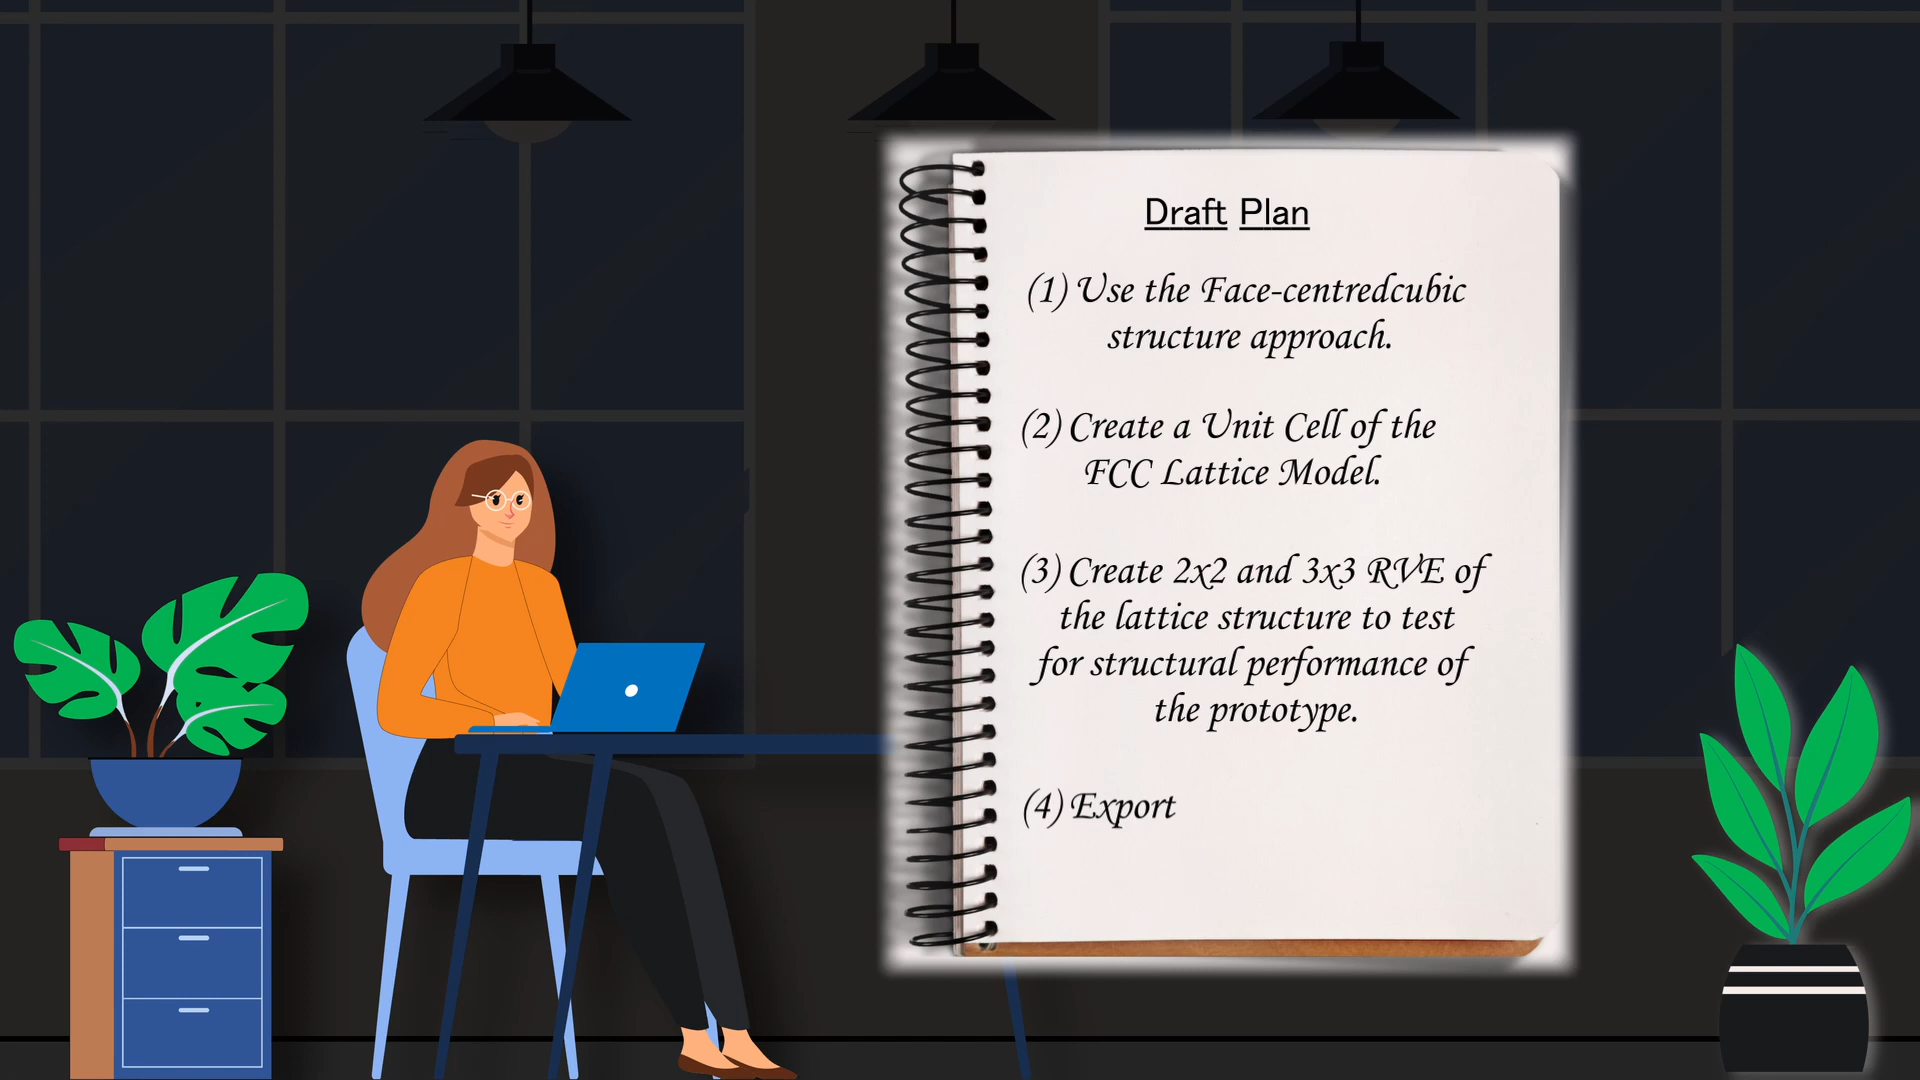 Draft Plan
(1) Use the Face-centredcubic
structure approach.
(2) Create a Unit Cell of the
FCC Lattice Model.
(3) Create 2x2 and 3x3 RVE of
the lattice structure to test
for structural performance of
the prototype.
(4) Export